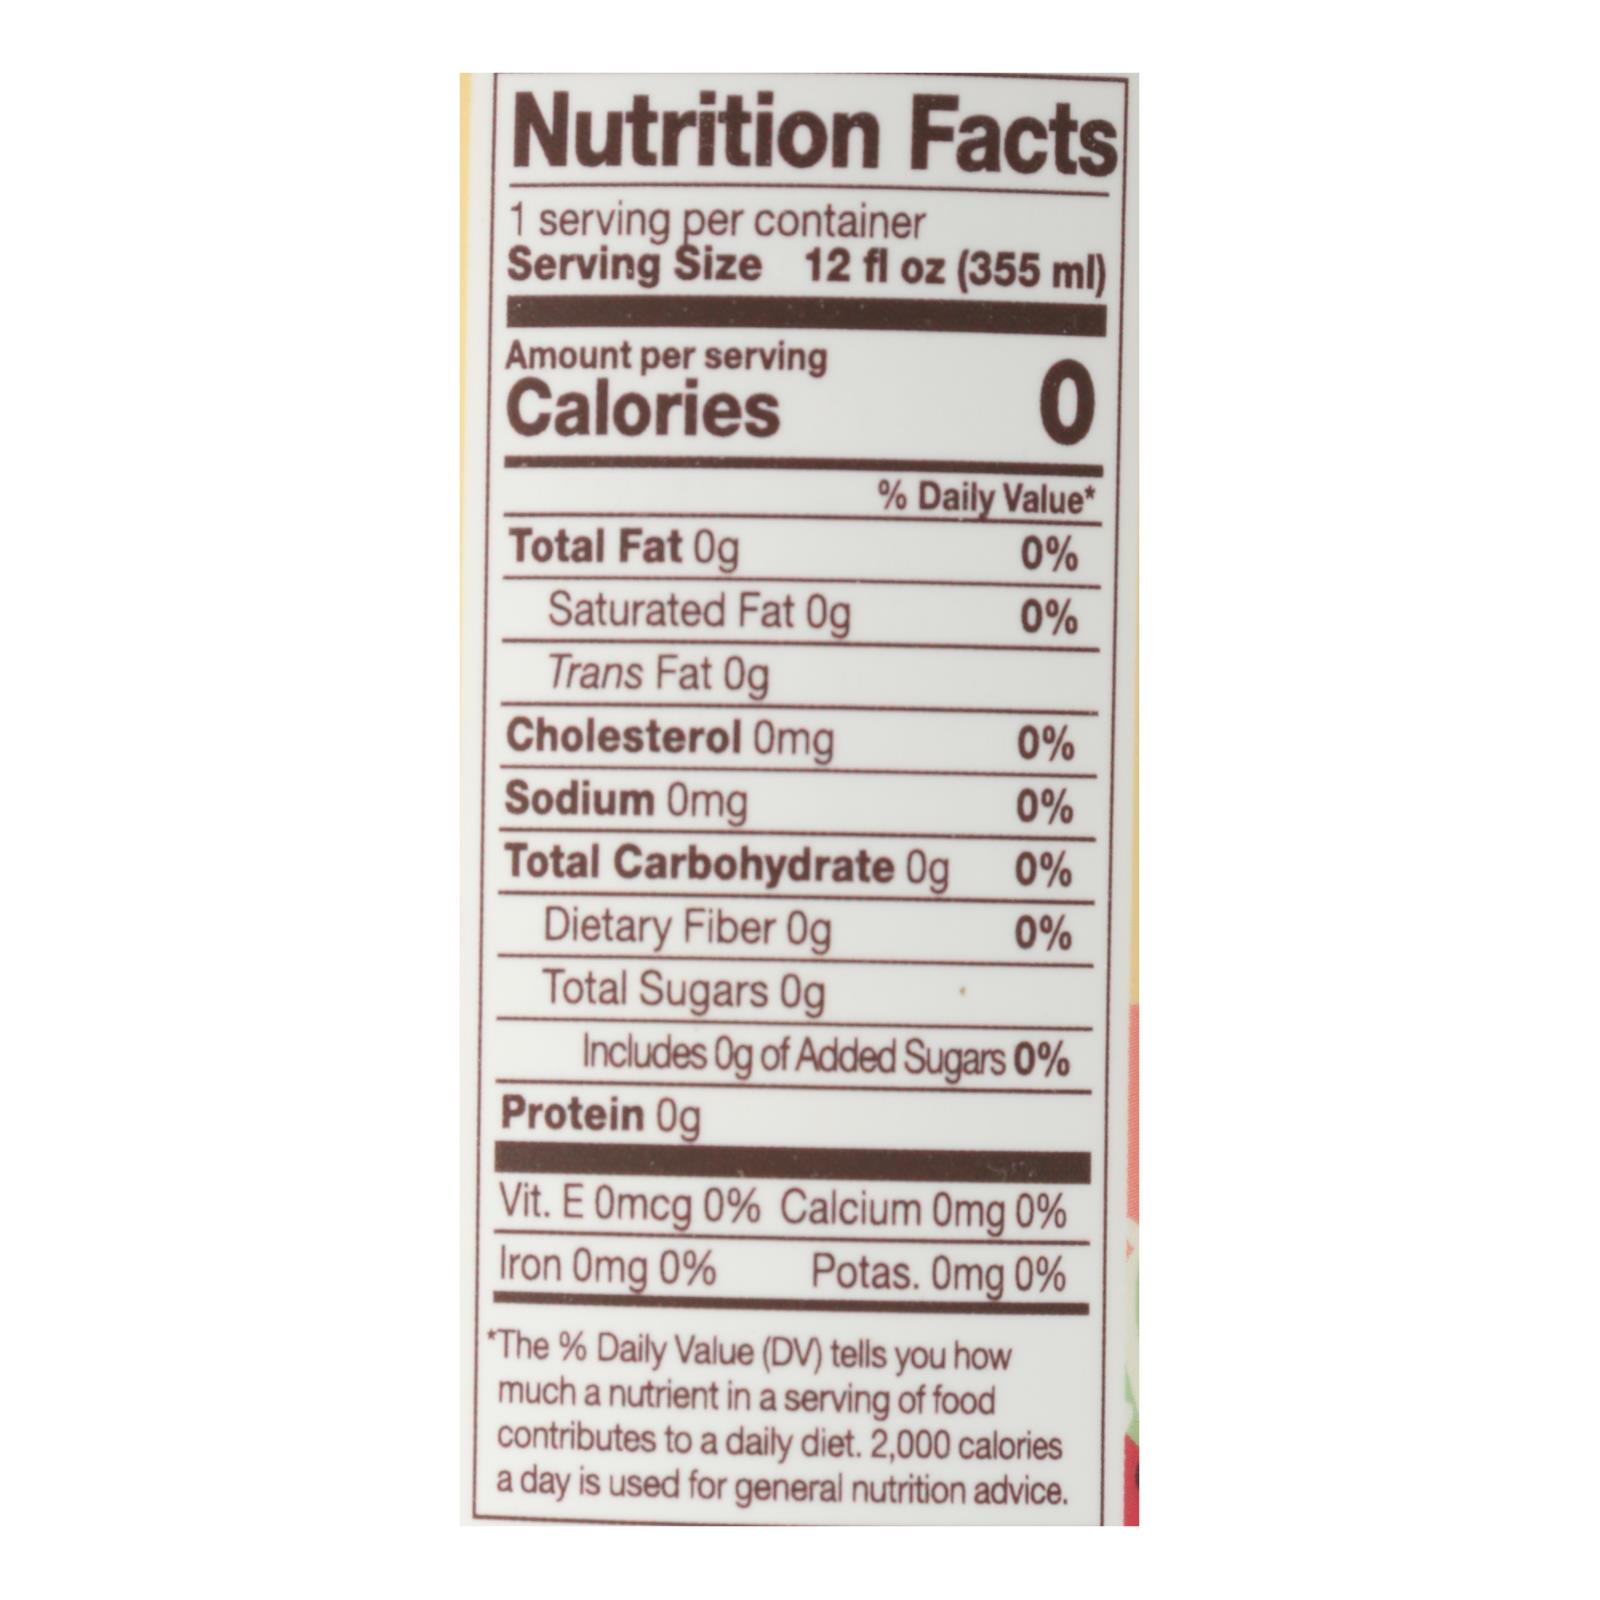 Nutrition Facts
1 serving per container
Serving Size 12 fl oz (355 ml)
Amount per serving
Calories 0
% Daily Value*
Total Fat 0g 0%
Saturated Fat 0g 0%
Trans Fat 0g
Cholesterol 0mg 0%
Sodium 0mg 0%
Total Carbohydrate 0g 0%
Dietary Fiber 0g 0%
Total Sugars 0g
Includes 0g of Added Sugars 0%
Protein 0g
Vit. E 0mcg 0% Calcium 0mg 0%
Iron 0mg 0% Potas. 0mg 0%
*The % Daily Value (DV) tells you how
much a nutrient in a serving of food
contributes to a daily diet. 2,000 calories
a day is used for general nutrition advice.